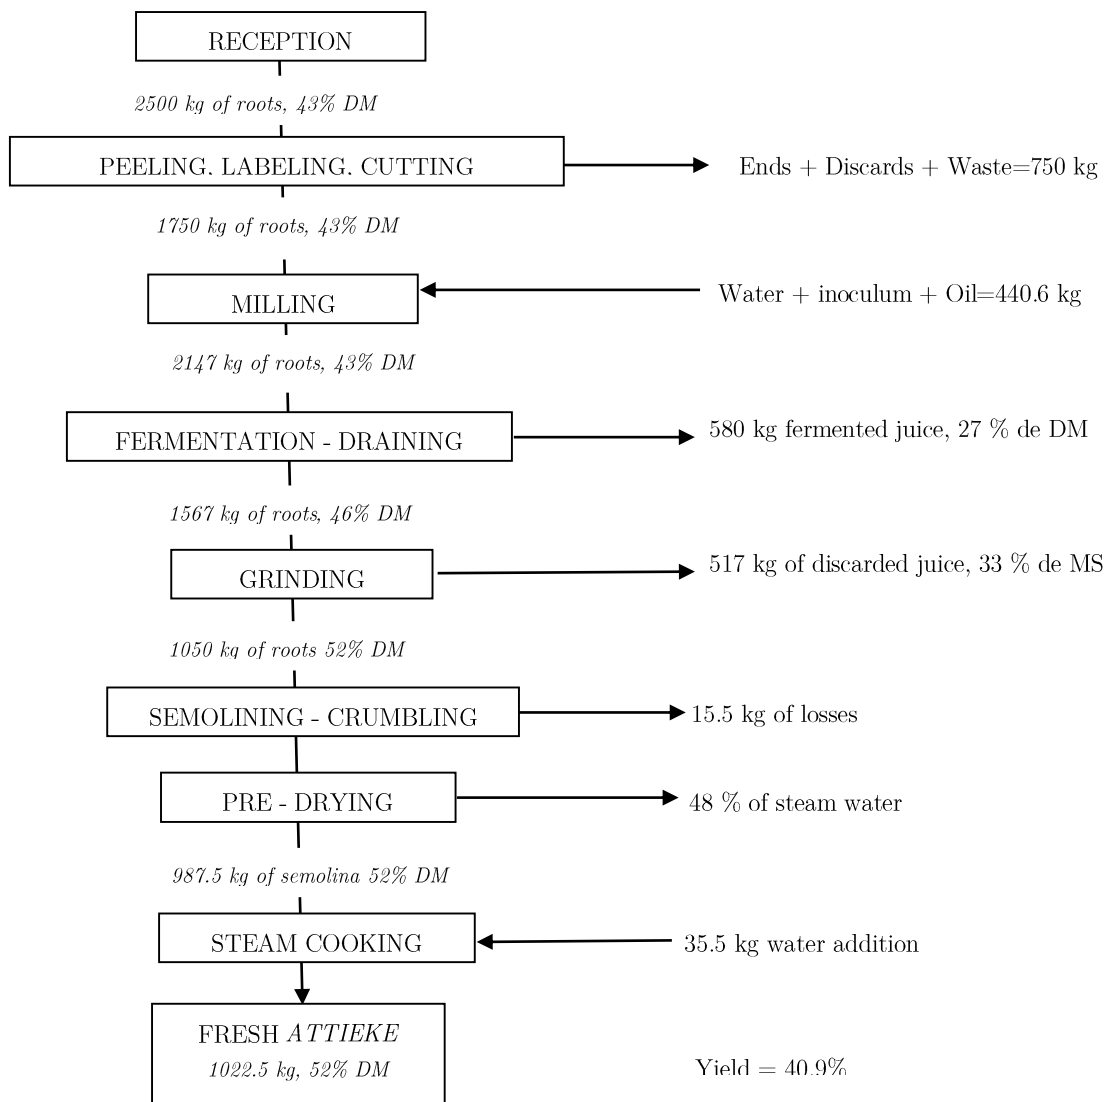 RECEPTION
2500 kg of roots, 43% DM
PEELING, LABELING, CUTTING
Ends + Discards + Waste=750 kg
1750 kg of roots, 43% DM
MILLING
Water + inoculum + Oil=440.6 kg
2147 kg of roots, 43% DM
FERMENTATION - DRAINING
580 kg fermented juice, 27 % de DM
1567 kg of roots, 46% DM
GRINDING
517 kg of discarded juice, 33 % de MS
1050 kg of roots 52% DM
SEMOLINING - CRUMBLING
15.5 kg of losses
PRE - DRYING
48 % of steam water
987.5 kg of semolina 52% DM
STEAM COOKING
35.5 kg water addition
FRESH ATTIEKE
1022.5 kg, 52% DM
Yield = 40.9%